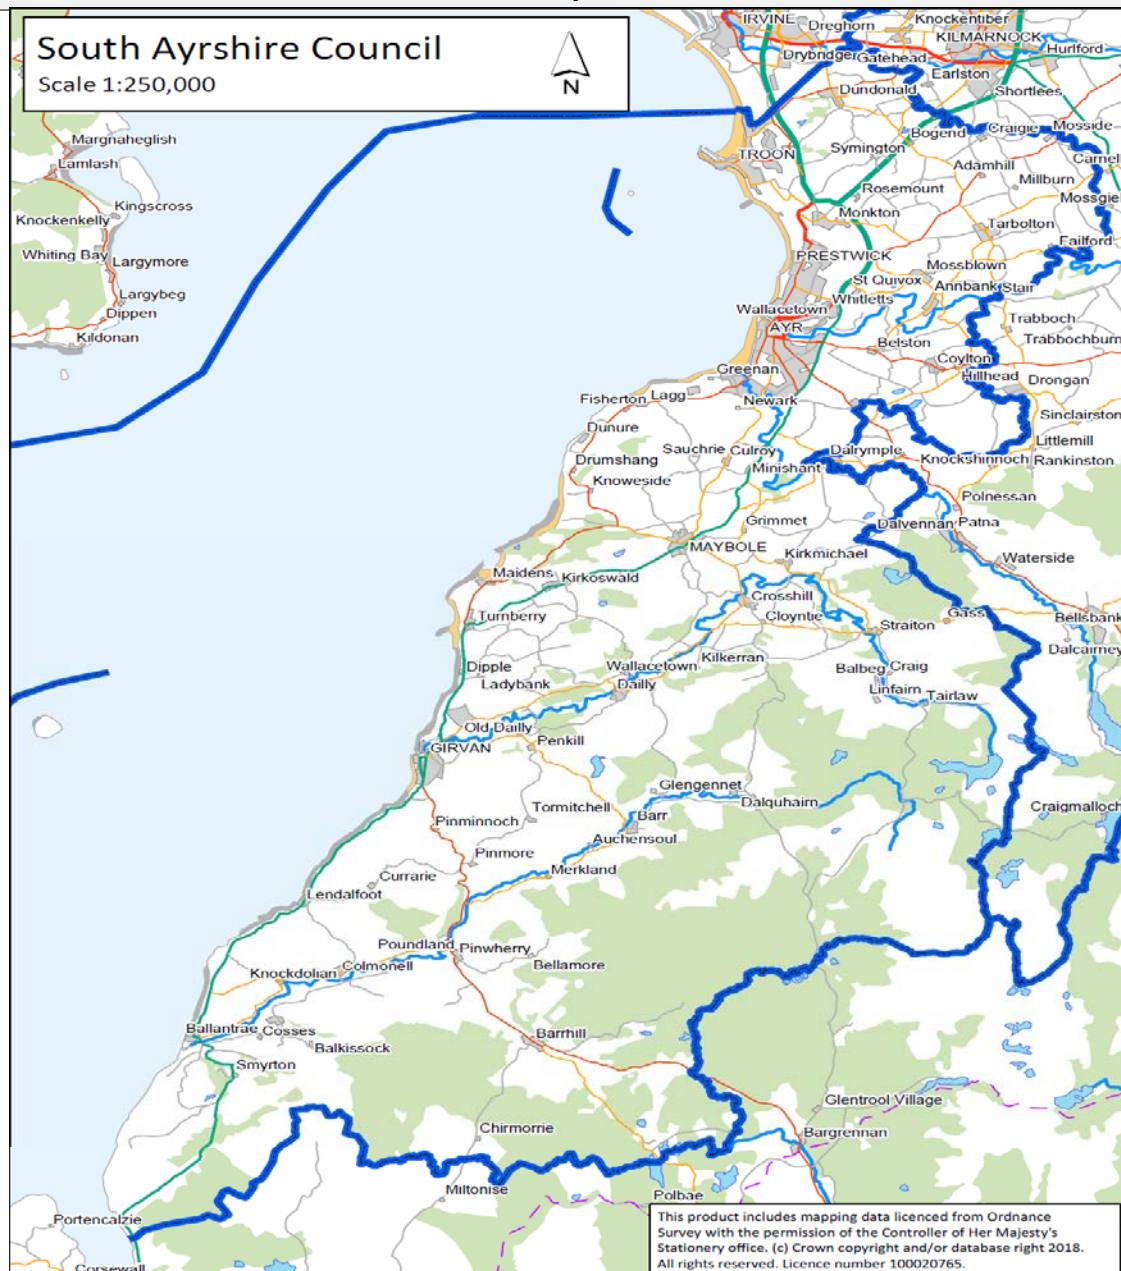 South Ayrshire Council
Scale 1:250,000
N
IRVINE
Dreghorn
Knockentiber
KILMARNOCK
Hurlford
Drybridge
Gatehead
Earlston
Shortlees
Dundonald
Bogend
Craigie
Mosside
Symington
Adamhill
Carnell
Millburn
Mossgiel
TROON
Rosemount
Monkton
Tarbolton
Failford
Margnaheglish
Lamlash
Kingscross
Knockenkelly
Whiting Bay
Largymore
Largybeg
Dippen
Kildonan
PRESTWICK
Mossblown
St Quivox
Annbank
Stair
Whitletts
Wallacetown
AYR
Trabboch
Belston
Trabbochburn
Coylton
Greenan
Hillhead
Drongan
Fisherton
Lagg
Newark
Sinclairston
Dunure
Littlemill
Sauchrie
Culroy
Dalrymple
Knockshinnoch
Rankinston
Drumshang
Minishant
Knoweside
Polnessan
Grimmet
Dalvennan
Patna
MAYBOLE
Kirkmichael
Waterside
Maidens
Kirkoswald
Crosshill
Cloyntie
Gass
Bellsbank
Turnberry
Straiton
Dalcairney
Dipple
Wallacetown
Kilkerran
Balbeg
Craig
Ladybank
Dailly
Linfairn
Tairlaw
Old Dailly
Penkill
GIRVAN
Glengennet
Dalquhairn
Tormitchell
Craigmalloch
Pinminnoch
Barr
Auchensoul
Pinmore
Merkland
Currarie
Lendalfoot
Poundland
Pinwherry
Bellamore
Knockdolian
Colmonell
Ballantrae
Cosses
Barrhill
Balkissock
Smyrton
Glentrool Village
Chirmorrie
Bargrennan
Miltonise
Polbae
Portencalzie
Corsewall
This product includes mapping data licenced from Ordnance
Survey with the permission of the Controller of Her Majesty's
Stationery office. (c) Crown copyright and/or database right 2018.
All rights reserved. Licence number 100020765.